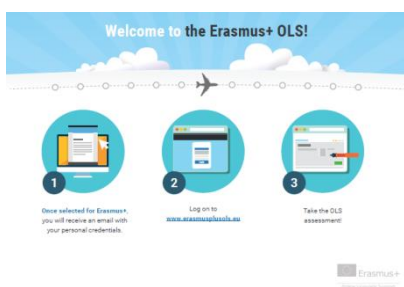 Welcome to the Erasmus+ OLS!
1
2
3
Once selected for Erasmus+,
you will receive an email with
your personal credentials.
Log on to
www.erasmusplusols.eu
Take the OLS
assessment!
Erasmus+